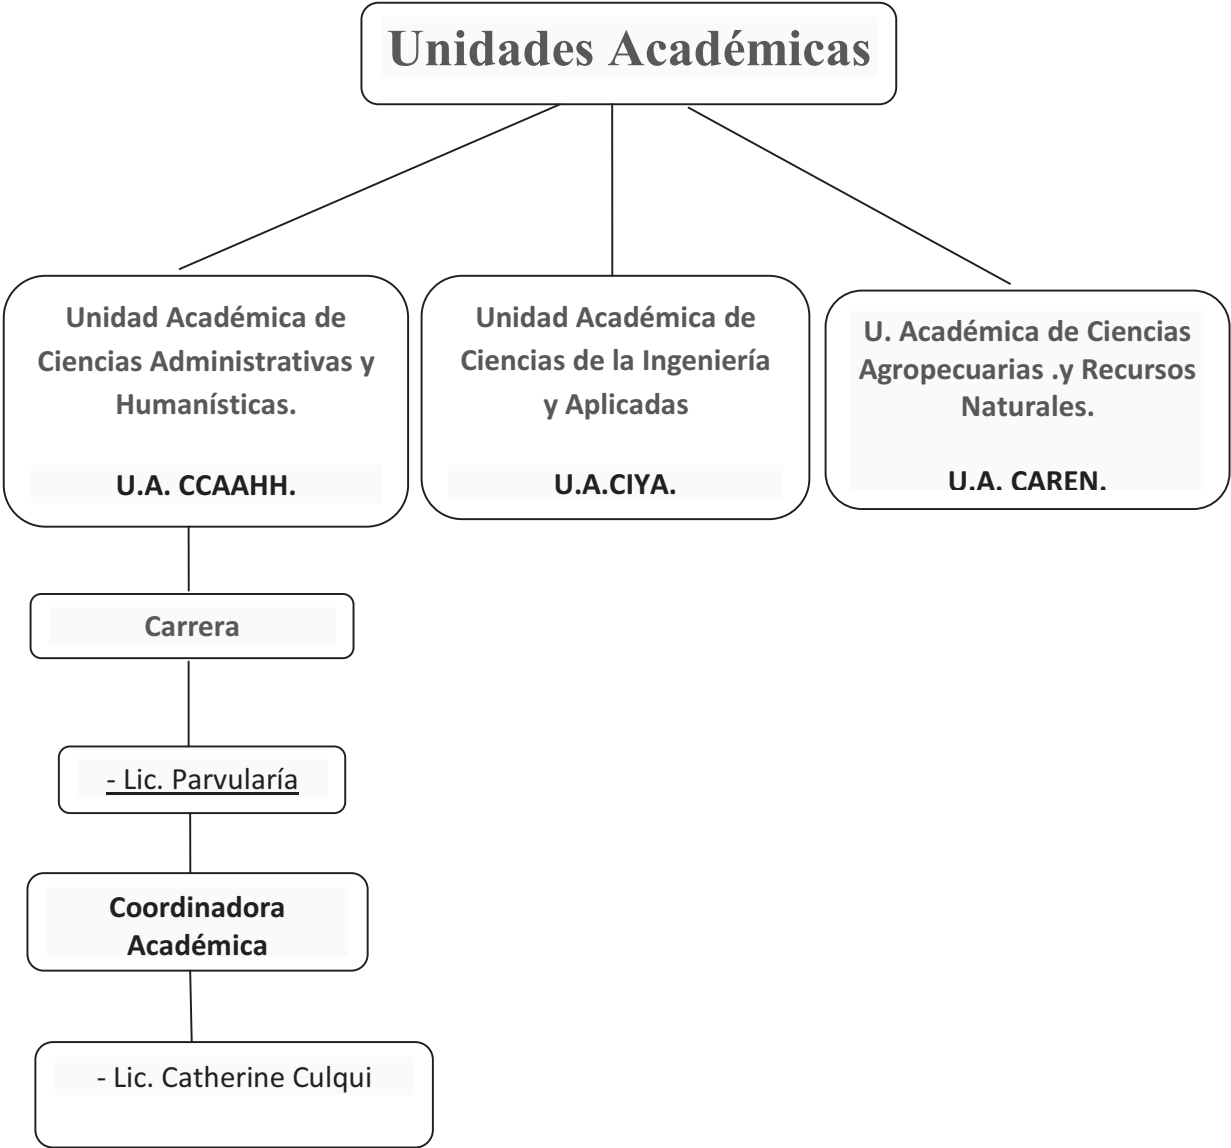 Unidades Académicas
Unidad Académica de
Ciencias Administrativas y
Humanísticas.
U.A. CCAAHH.
Unidad Académica de
Ciencias de la Ingeniería
y Aplicadas
U.A.CIYA.
U. Académica de Ciencias
Agropecuarias .y Recursos
Naturales.
U.A. CAREN.
Carrera
- Lic. Parvularía
Coordinadora
Académica
- Lic. Catherine Culqui